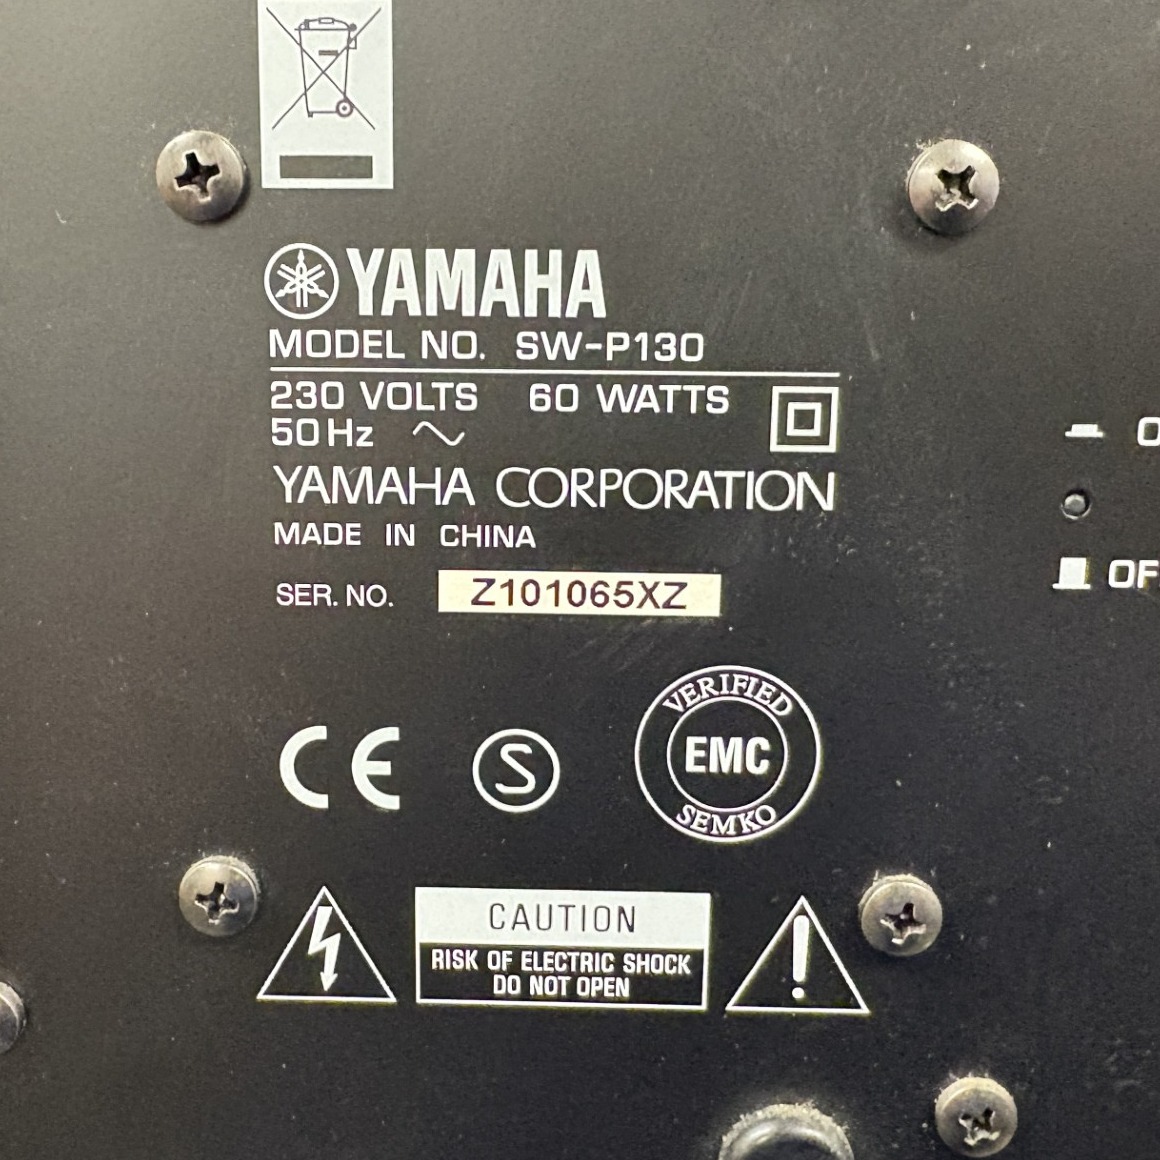 YAMAHA
MODEL NO. SW-P130
230 VOLTS 60 WATTS
50Hz
YAMAHA CORPORATION
MADE IN CHINA
SER. NO. Z101065XZ
CE
S
VERIFIED
EMC
SEMKO
CAUTION
RISK OF ELECTRIC SHOCK
DO NOT OPEN
O
OF